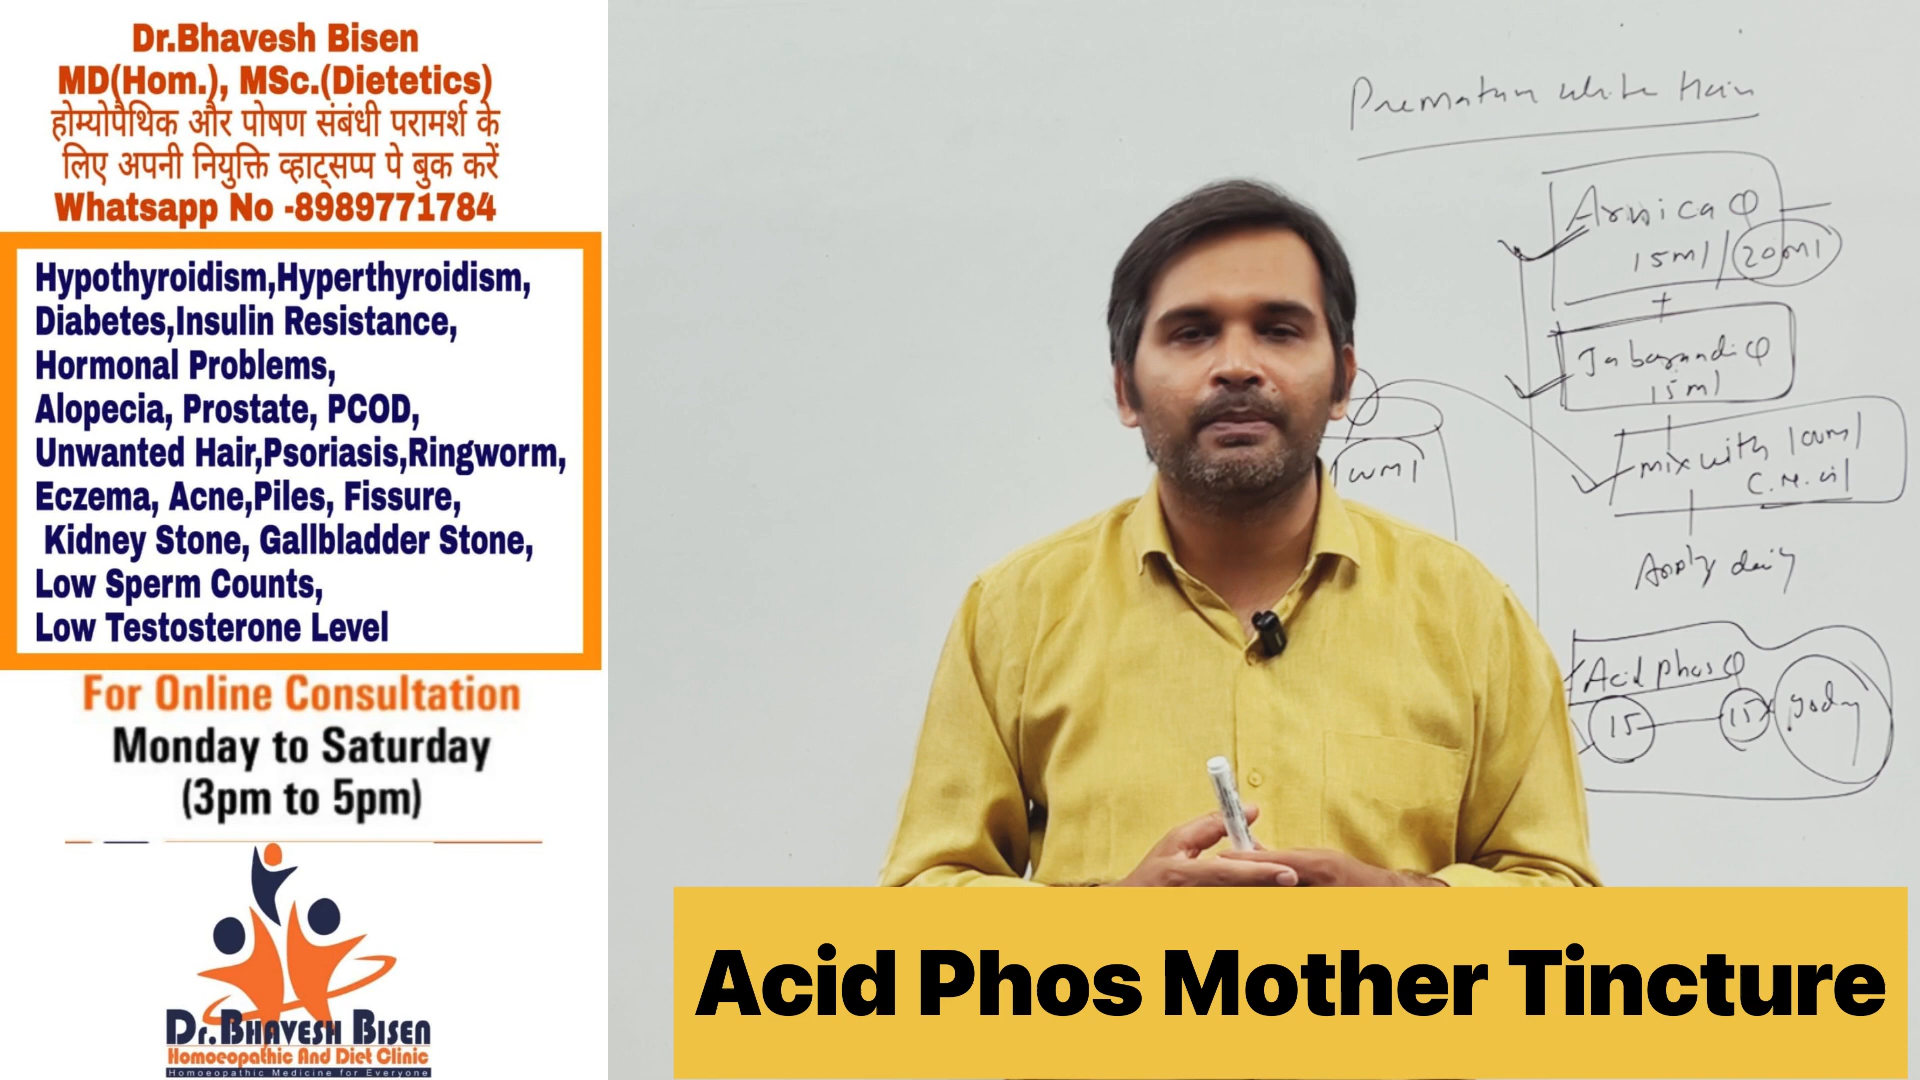 Dr.Bhavesh Bisen
MD(Hom.), MSc.(Dietetics)
होम्योपैथिक और पोषण संबंधी परामर्श के
लिए अपनी नियुक्ति व्हाट्सप्प पे बुक करें
Whatsapp No -8989771784
Hypothyroidism,Hyperthyroidism,
Diabetes,Insulin Resistance,
Hormonal Problems,
Alopecia, Prostate, PCOD,
Unwanted Hair,Psoriasis,Ringworm,
Eczema, Acne,Piles, Fissure,
Kidney Stone, Gallbladder Stone,
Low Sperm Counts,
Low Testosterone Level
For Online Consultation
Monday to Saturday
(3pm to 5pm)
Dr. Bhavesh Bisen
Homoeopathic And Diet Clinic
Homoeopathic Medicine for Everyone
white Hair
Arnica φ
15ml/20ml
+
φ
15ml
mix with 100ml
Apply daily
Acid phos φ
15 15
Acid Phos Mother Tincture